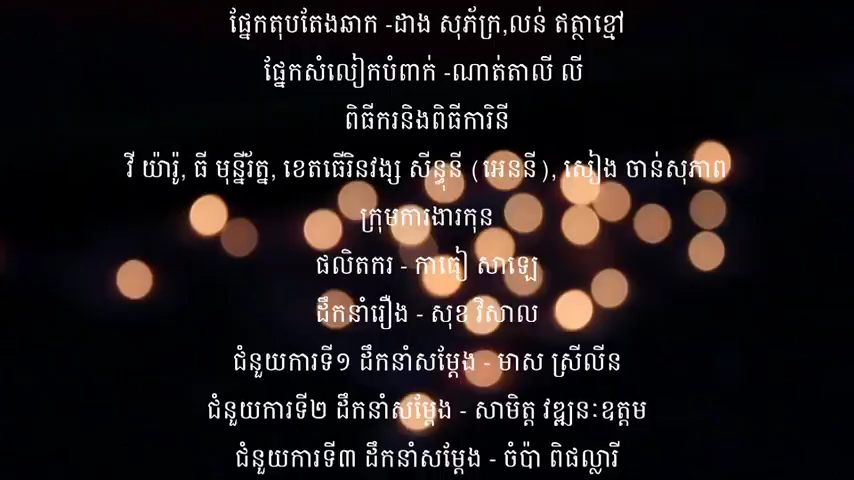 ផ្នែកតុបតែងឆាក -ដាង សុភ័ក្រ,លន់ ឥត្ថាខ្មៅ
ផ្នែកសំលៀកបំពាក់ -ណាត់តាលី លី
ពិធីករនិងពិធីការិនី
វី យ៉ារ៉ូ, ធី មុន្នីរ័ត្ន, ខេតធើរិនវង្ស ស៊ីន្ទុនី (អេននី), សៀង ចាន់សុភាព
ក្រុមការងារកុន
ផលិតករ - កាធៀ សាឡេ
ដឹកនាំរឿង - សុខ វិសាល
ជំនួយការទី១ ដឹកនាំសម្ដែង - មាស ស្រីលីន
ជំនួយការទី២ ដឹកនាំសម្ដែង - សាមិត្ត វឌ្ឍនៈឧត្តម
ជំនួយការទី៣ ដឹកនាំសម្ដែង - ចំប៉ា ពិផល្លារី